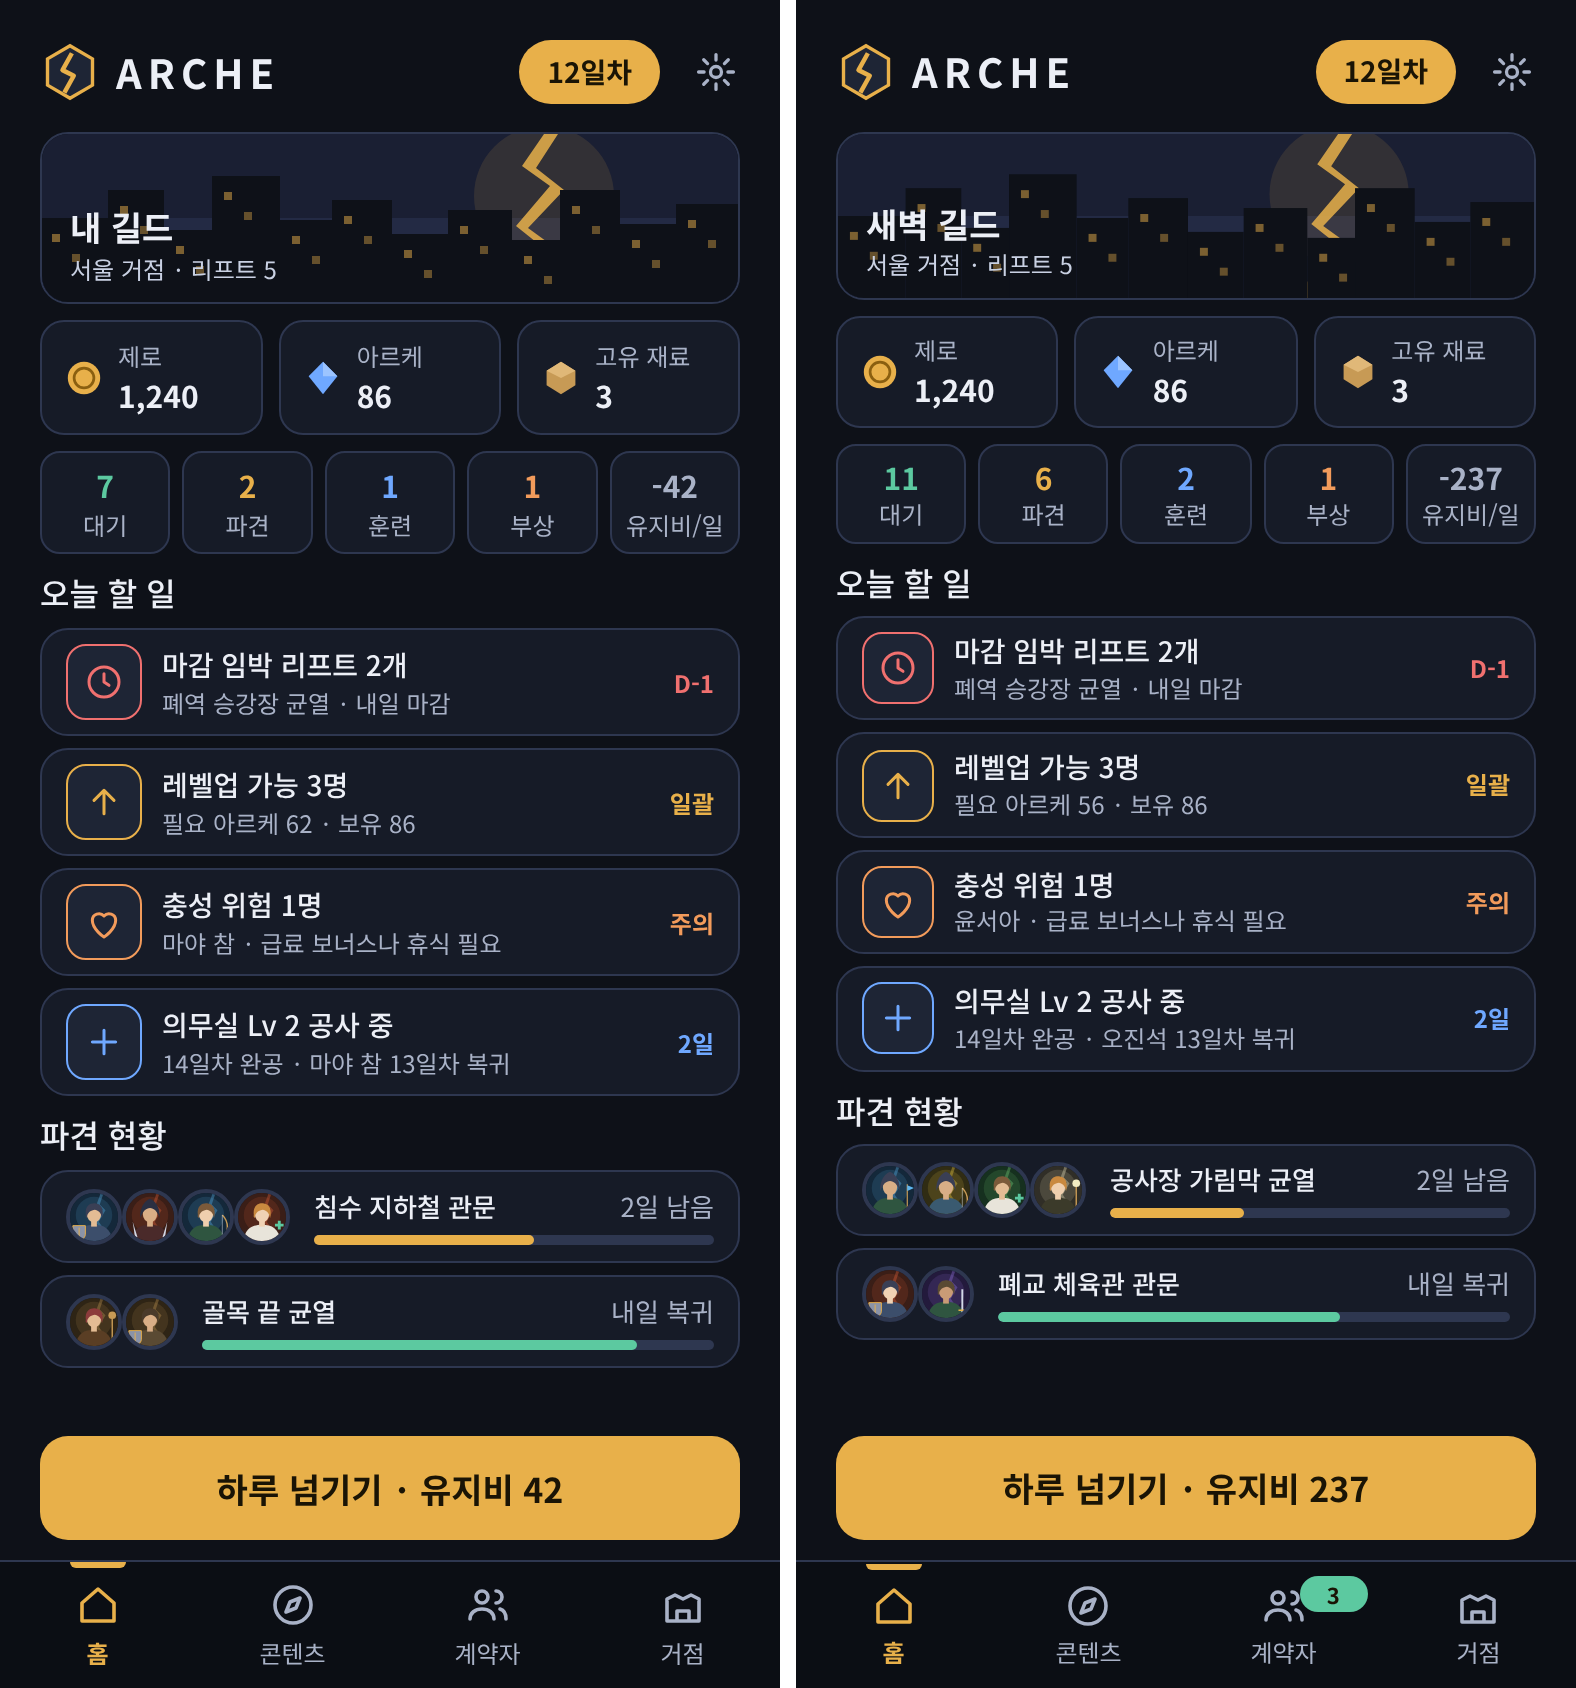 ARCHE
12일차
내 길드
서울 거점 · 리프트 5
제로
1,240
아르케
86
고유 재료
3
7
대기
2
파견
1
훈련
1
부상
-42
유지비/일
오늘 할 일
마감 임박 리프트 2개
폐역 승강장 균열 · 내일 마감
D-1
레벨업 가능 3명
필요 아르케 62 · 보유 86
일괄
충성 위험 1명
마야 참 · 급료 보너스나 휴식 필요
주의
의무실 Lv 2 공사 중
14일차 완공 · 마야 참 13일차 복귀
2일
파견 현황
침수 지하철 관문
2일 남음
골목 끝 균열
내일 복귀
하루 넘기기 · 유지비 42
홈
콘텐츠
계약자
거점
ARCHE
12일차
새벽 길드
서울 거점 · 리프트 5
제로
1,240
아르케
86
고유 재료
3
11
대기
6
파견
2
훈련
1
부상
-237
유지비/일
오늘 할 일
마감 임박 리프트 2개
폐역 승강장 균열 · 내일 마감
D-1
레벨업 가능 3명
필요 아르케 56 · 보유 86
일괄
충성 위험 1명
윤서아 · 급료 보너스나 휴식 필요
주의
의무실 Lv 2 공사 중
14일차 완공 · 오진석 13일차 복귀
2일
파견 현황
공사장 가림막 균열
2일 남음
폐교 체육관 관문
내일 복귀
하루 넘기기 · 유지비 237
홈
콘텐츠
3
계약자
거점